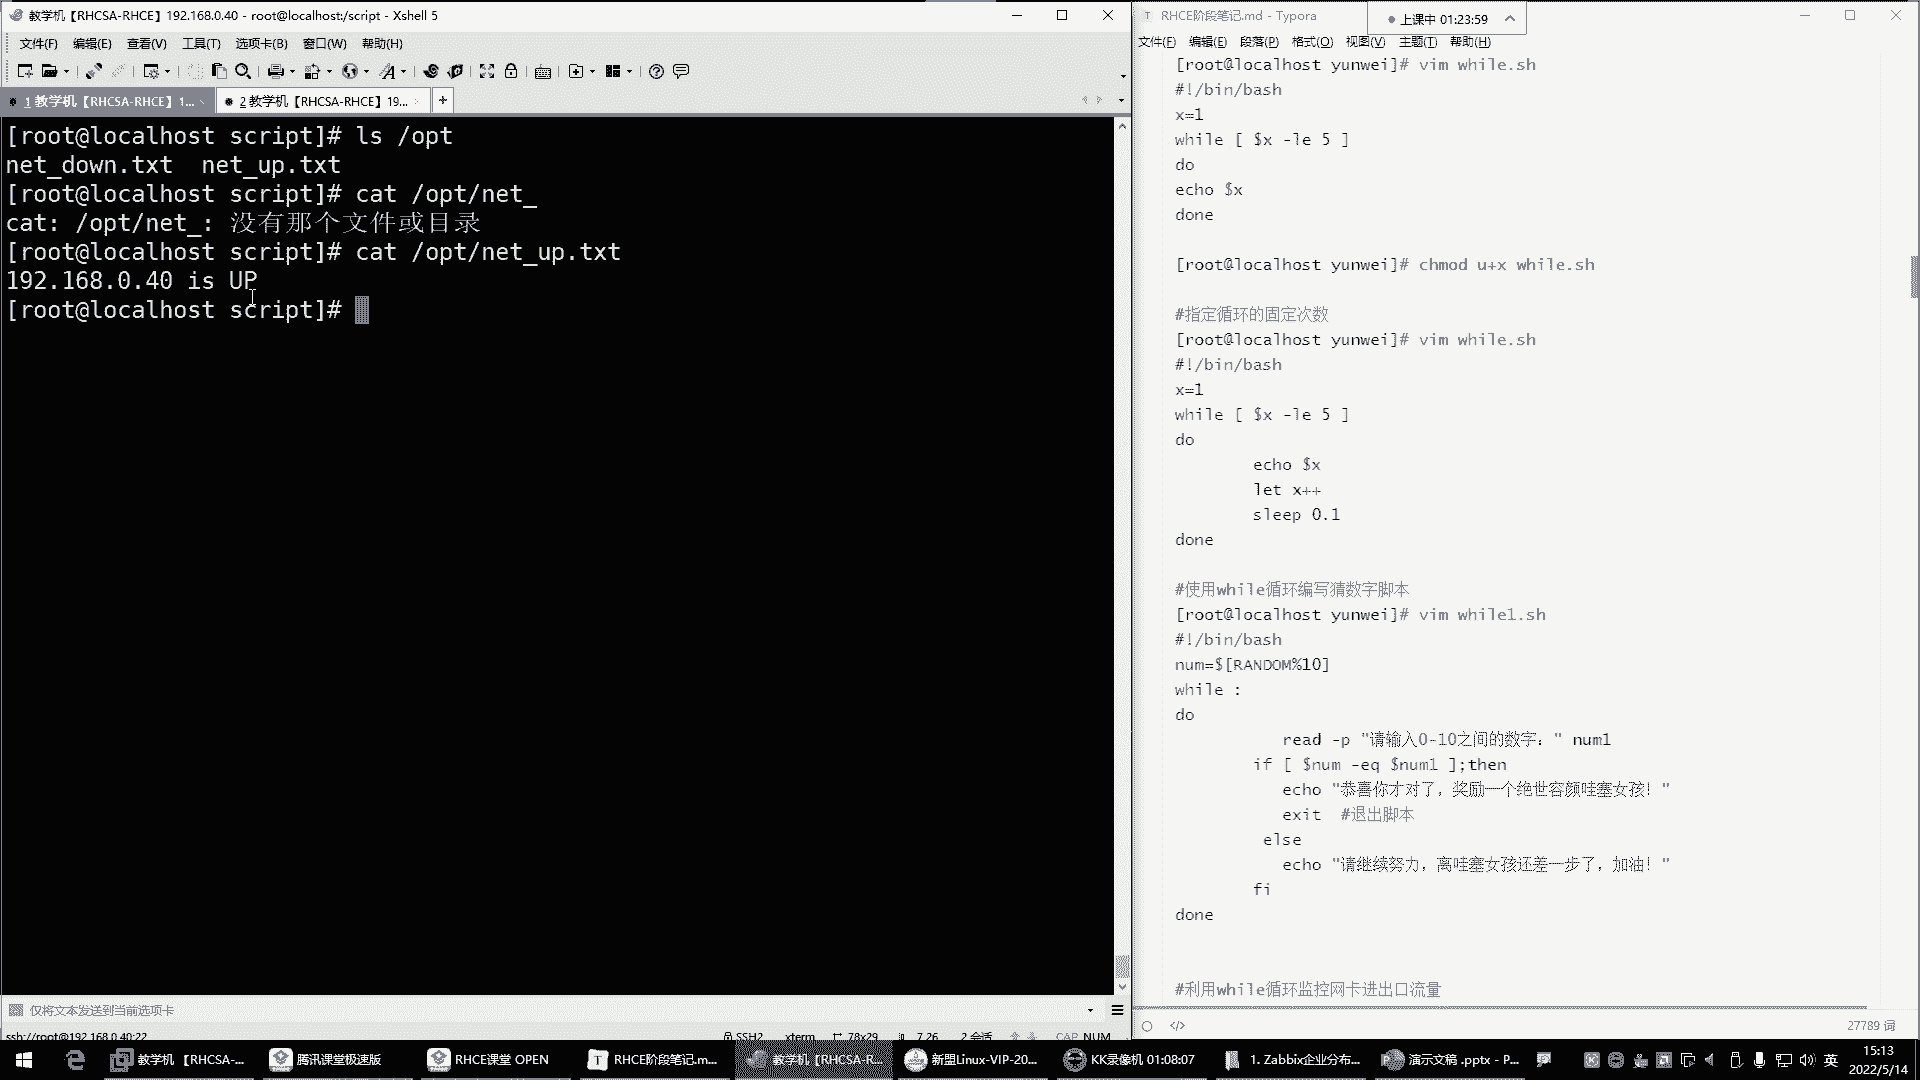 教学机【RHCSA-RHCE】192.168.0.40 - root@localhost:/script - Xshell 5
文件(F) 编辑(E) 查看(V) 工具(T) 选项卡(B) 窗口(W) 帮助(H)
1 教学机【RHCSA-RHCE】1...
2 教学机【RHCSA-RHCE】19...
[root@localhost script]# ls /opt
net_down.txt  net_up.txt
[root@localhost script]# cat /opt/net_
cat: /opt/net_: 没有那个文件或目录
[root@localhost script]# cat /opt/net_up.txt
192.168.0.40 is UP
[root@localhost script]#
仅将文本发送到当前选项卡
ssh://root@192.168.0.40:22
SSH2 xterm 78x29 7,26 2 会话 CAP NUM
RHCE阶段笔记.md - Typora
上课中 01:23:59
文件(F) 编辑(E) 段落(P) 格式(O) 视图(V) 主题(T) 帮助(H)
[root@localhost yunwei]# vim while.sh
#!/bin/bash
x=1
while [ $x -le 5 ]
do
echo $x
done
[root@localhost yunwei]# chmod u+x while.sh
#指定循环的固定次数
[root@localhost yunwei]# vim while.sh
#!/bin/bash
x=1
while [ $x -le 5 ]
do
echo $x
let x++
sleep 0.1
done
#使用while循环编写猜数字脚本
[root@localhost yunwei]# vim while1.sh
#!/bin/bash
num=$[RANDOM%10]
while :
do
read -p "请输入0-10之间的数字：" num1
if [ $num -eq $num1 ];then
echo "恭喜你才对了，奖励一个绝世容颜哇塞女孩！"
exit  #退出脚本
else
echo "请继续努力，离哇塞女孩还差一步了，加油！"
fi
done
#利用while循环监控网卡进出口流量
27789 词
教学机 【RHCSA-...
腾讯课堂极速版
RHCE课堂 OPEN
RHCE阶段笔记.m...
教学机【RHCSA-R...
新盟Linux-VIP-20...
KK录像机 01:08:07
1. Zabbix企业分布...
演示文稿 .pptx - P...
英
15:13
2022/5/14